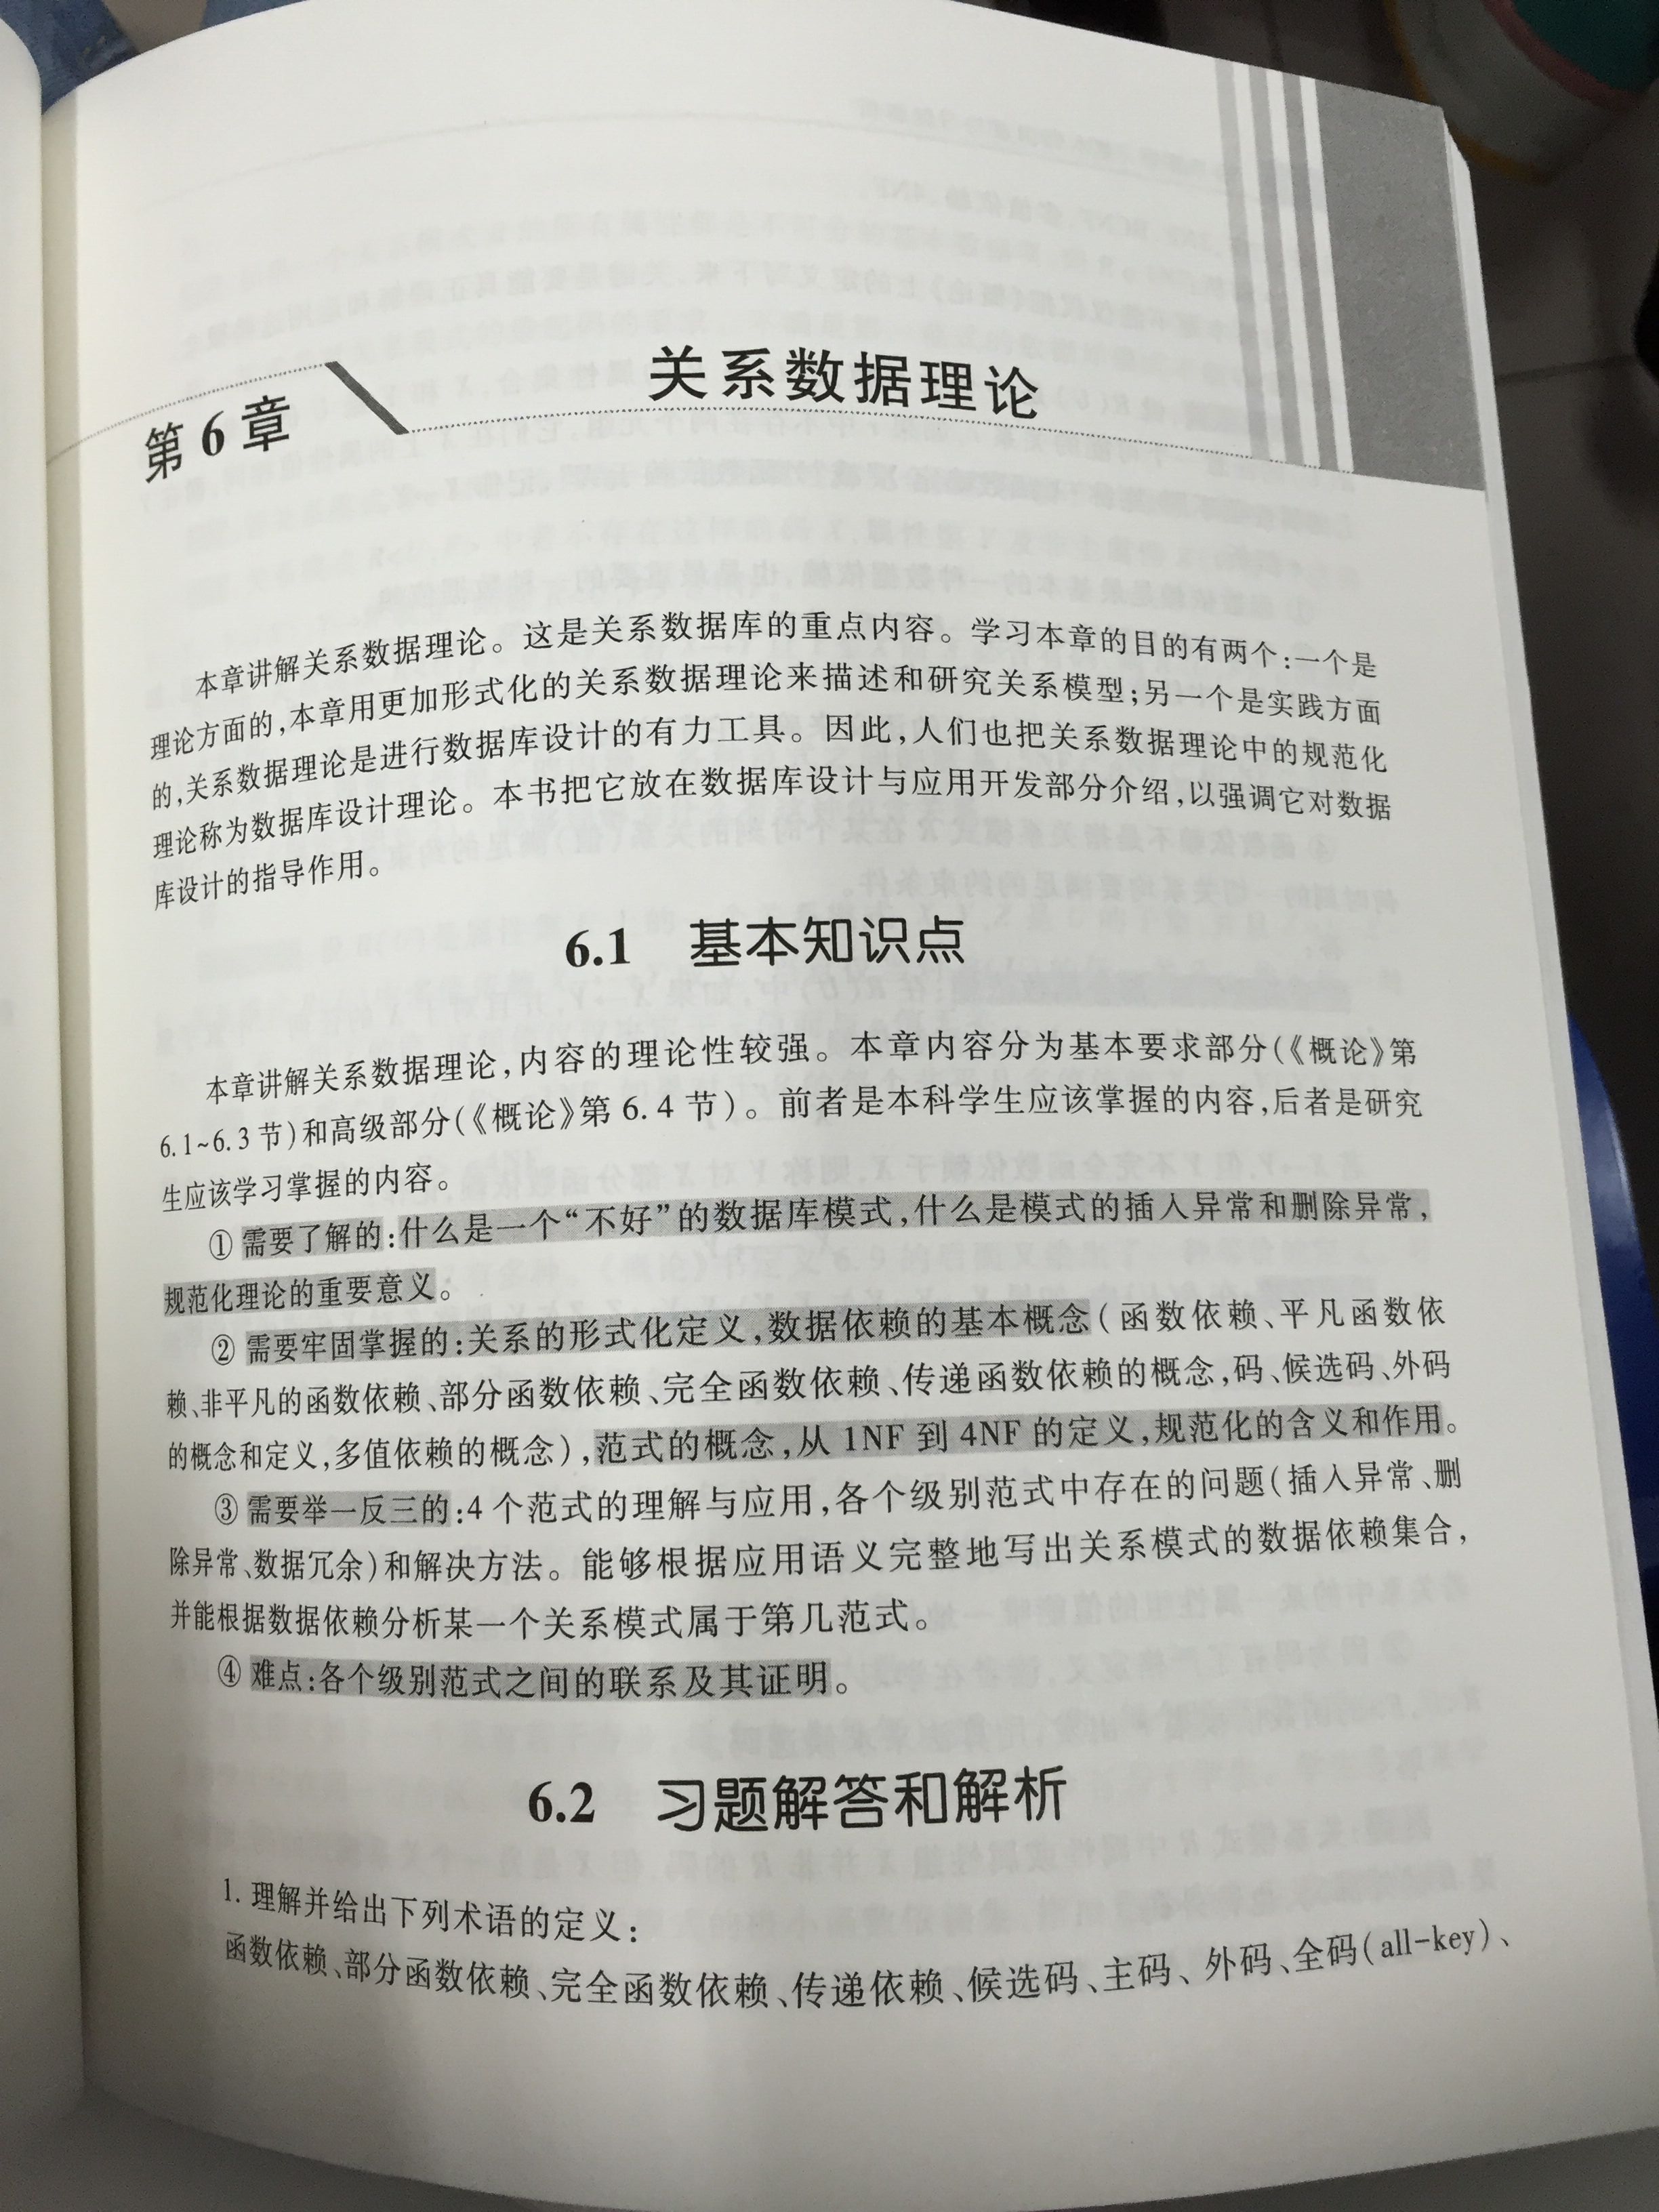 第6章
关系数据理论
本章讲解关系数据理论。这是关系数据库的重点内容。学习本章的目的有两个:一个是
理论方面的,本章用更加形式化的关系数据理论来描述和研究关系模型;另一个是实践方面
的,关系数据理论是进行数据库设计的有力工具。因此,人们也把关系数据理论中的规范化
理论称为数据库设计理论。本书把它放在数据库设计与应用开发部分介绍,以强调它对数据
库设计的指导作用。
6.1 基本知识点
本章讲解关系数据理论,内容的理论性较强。本章内容分为基本要求部分(《概论》第
6.1~6.3节)和高级部分(《概论》第6.4节)。前者是本科学生应该掌握的内容,后者是研究
生应该学习掌握的内容。
① 需要了解的:什么是一个“不好”的数据库模式,什么是模式的插入异常和删除异常,
规范化理论的重要意义。
② 需要牢固掌握的:关系的形式化定义,数据依赖的基本概念(函数依赖、平凡函数依
赖、非平凡的函数依赖、部分函数依赖、完全函数依赖、传递函数依赖的概念,码、候选码、外码
的概念和定义,多值依赖的概念),范式的概念,从1NF到4NF的定义,规范化的含义和作用。
③ 需要举一反三的:4个范式的理解与应用,各个级别范式中存在的问题(插入异常、删
除异常、数据冗余)和解决方法。能够根据应用语义完整地写出关系模式的数据依赖集合,
并能根据数据依赖分析某一个关系模式属于第几范式。
④ 难点:各个级别范式之间的联系及其证明。
6.2 习题解答和解析
1. 理解并给出下列术语的定义:
函数依赖、部分函数依赖、完全函数依赖、传递依赖、候选码、主码、外码、全码(all-key)、